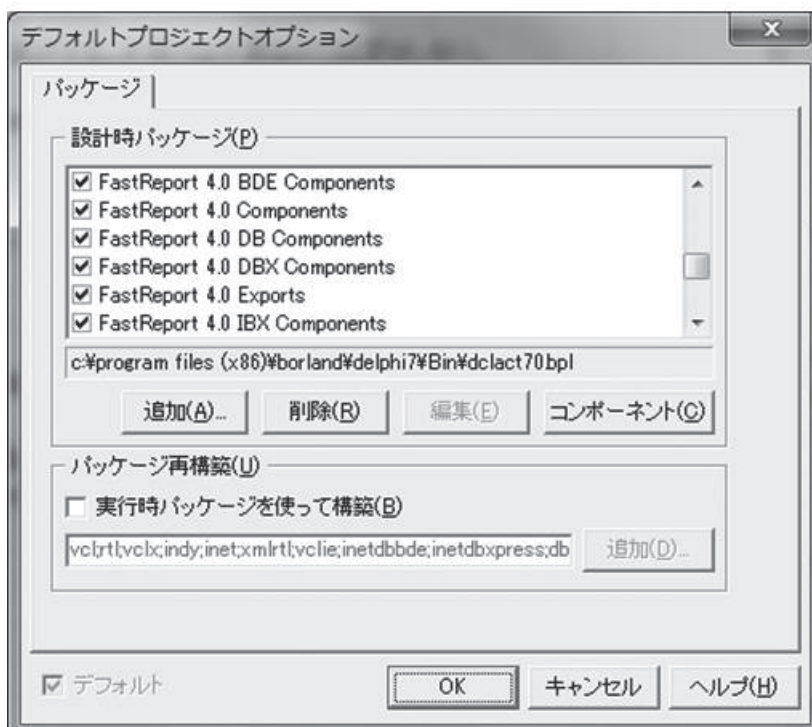 デフォルトプロジェクトオプション
パッケージ
設計時パッケージ(P)
FastReport 4.0 BDE Components
FastReport 4.0 Components
FastReport 4.0 DB Components
FastReport 4.0 DBX Components
FastReport 4.0 Exports
FastReport 4.0 IBX Components
c:¥program files (x86)¥borland¥delphi7¥Bin¥dclact70.bpl
追加(A)... 削除(R) 編集(E) コンポーネント(C)
パッケージ再構築(U)
実行時パッケージを使って構築(B)
vcl;rtl;vclx;indy;inet;xmlrtl;vclie;inetdbbde;inetdbxpress;db 追加(D)...
デフォルト OK キャンセル ヘルプ(H)